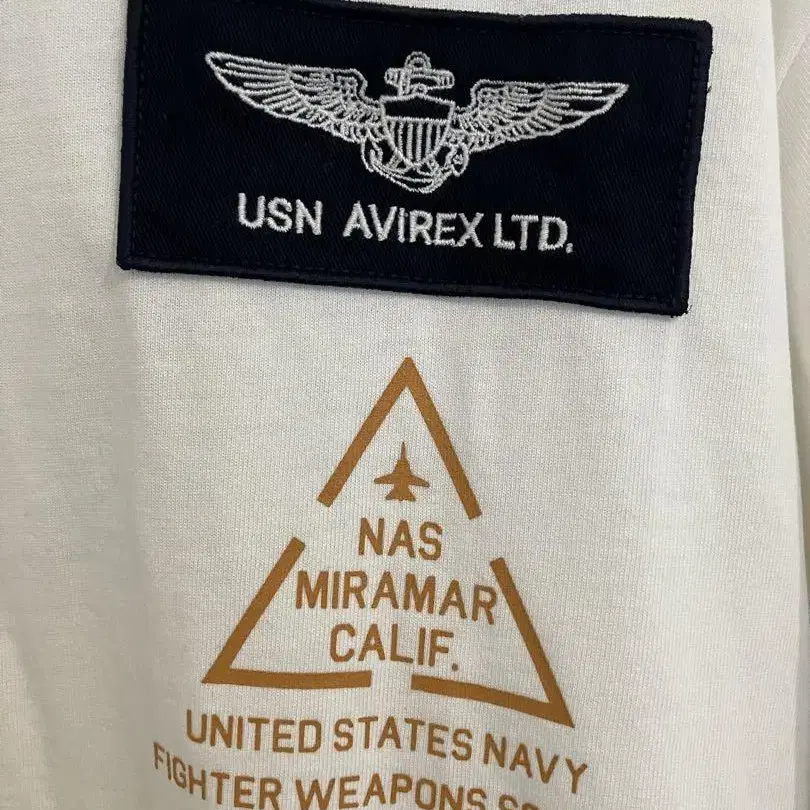 USN AVIREX LTD.
NAS
MIRAMAR
CALIF.
UNITED STATES NAVY
FIGHTER WEAPONS